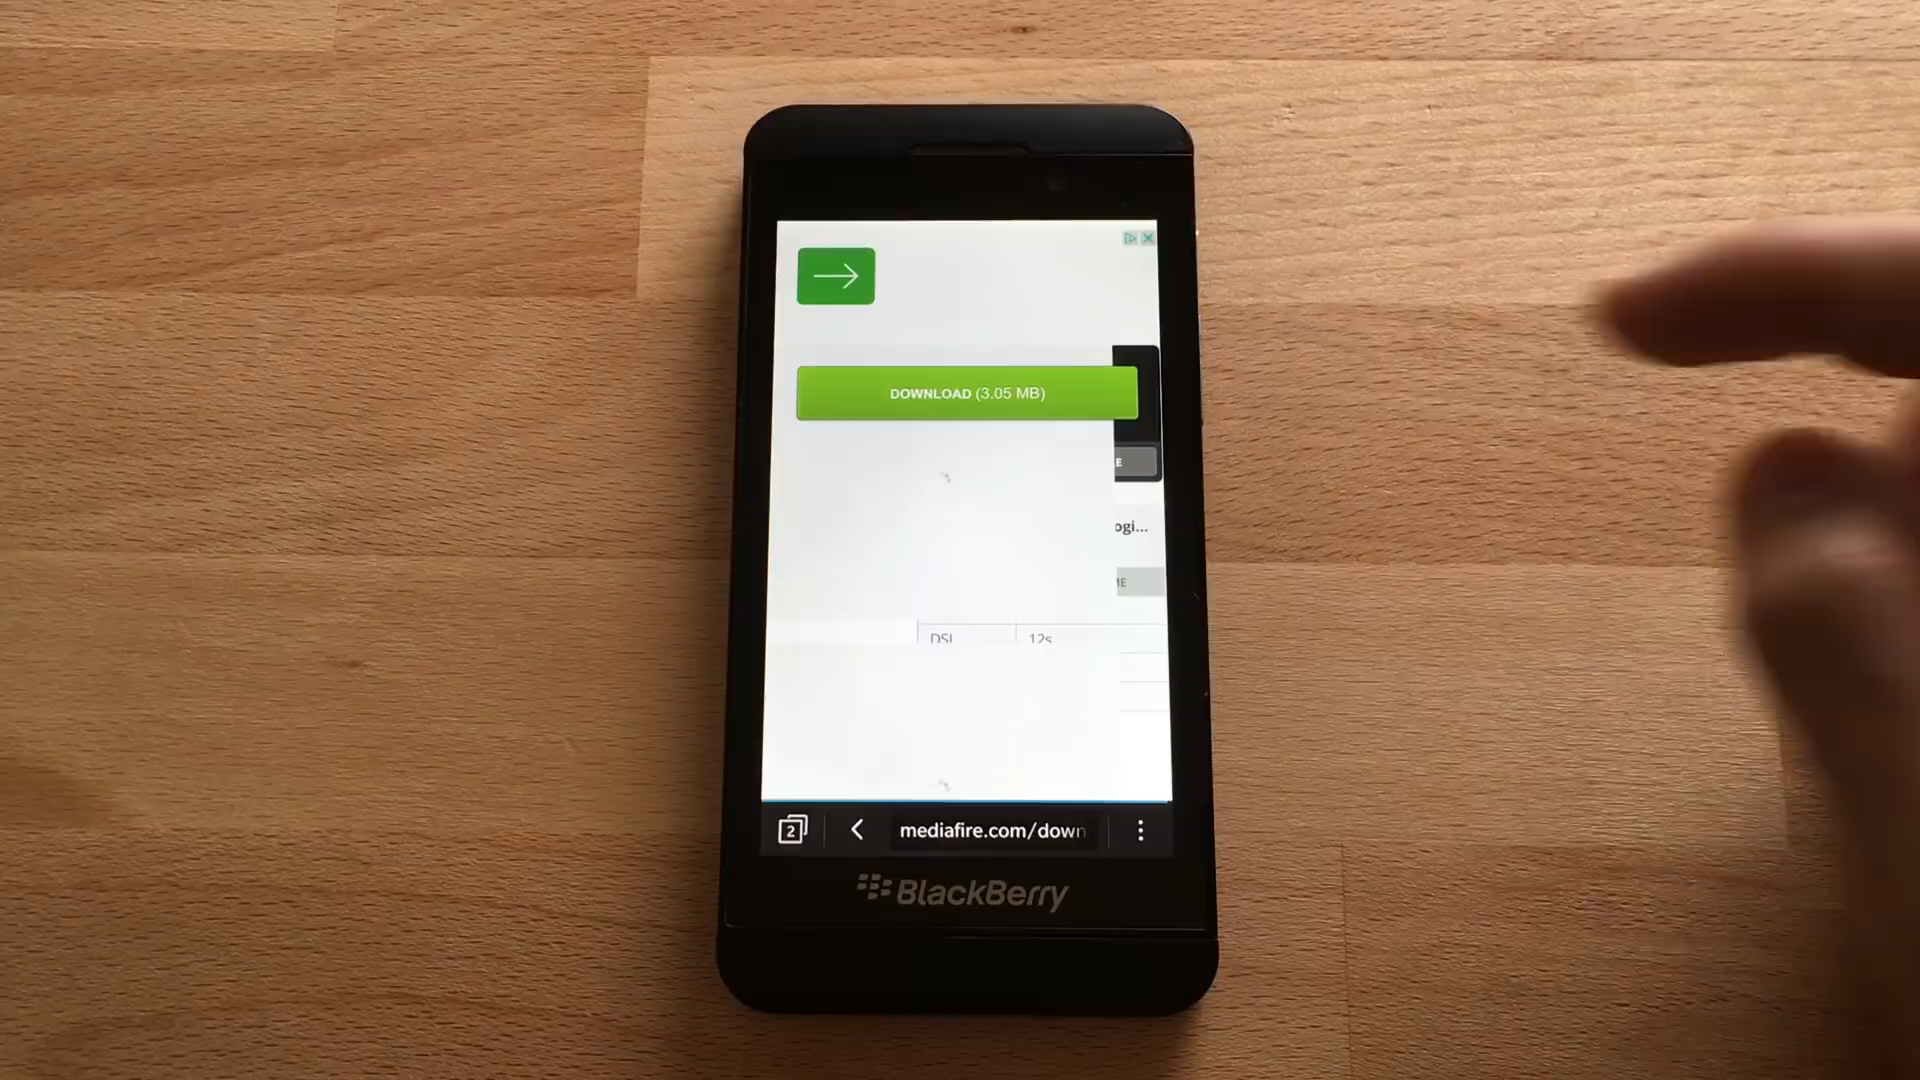 DOWNLOAD (3.05 MB)
E
ogi...
DSL
12s
2
mediafire.com/down
BlackBerry